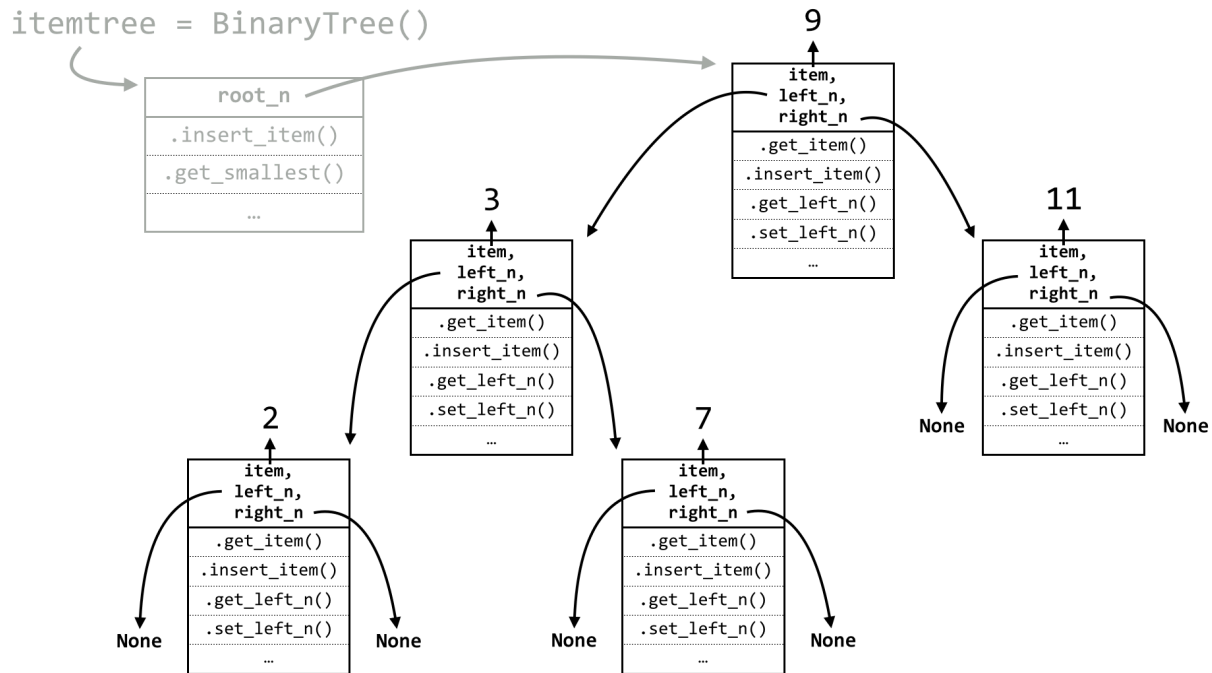 itemtree = BinaryTree()
root_n
.insert_item()
.get_smallest()
…
9
item,
left_n,
right_n
.get_item()
.insert_item()
.get_left_n()
.set_left_n()
…
3
item,
left_n,
right_n
.get_item()
.insert_item()
.get_left_n()
.set_left_n()
…
11
item,
left_n,
right_n
.get_item()
.insert_item()
.get_left_n()
.set_left_n()
…
None
None
2
item,
left_n,
right_n
.get_item()
.insert_item()
.get_left_n()
.set_left_n()
…
None
None
7
item,
left_n,
right_n
.get_item()
.insert_item()
.get_left_n()
.set_left_n()
…
None
None